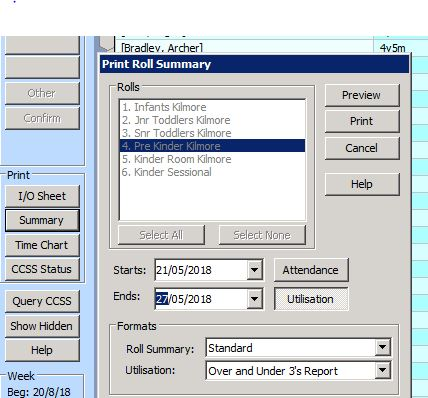 [Bradley, Archer] 4y5m
Print Roll Summary
Rolls
1. Infants Kilmore
2. Jnr Toddlers Kilmore
3. Snr Toddlers Kilmore
4. Pre Kinder Kilmore
5. Kinder Room Kilmore
6. Kinder Sessional
Select All Select None
Preview
Print
Cancel
Help
Starts: 21/05/2018 Attendance
Ends: 27/05/2018 Utilisation
Formats
Roll Summary: Standard
Utilisation: Over and Under 3's Report
Other
Confirm
Print
I/O Sheet
Summary
Time Chart
CCSS Status
Query CCSS
Show Hidden
Help
Week
Beg: 20/8/18